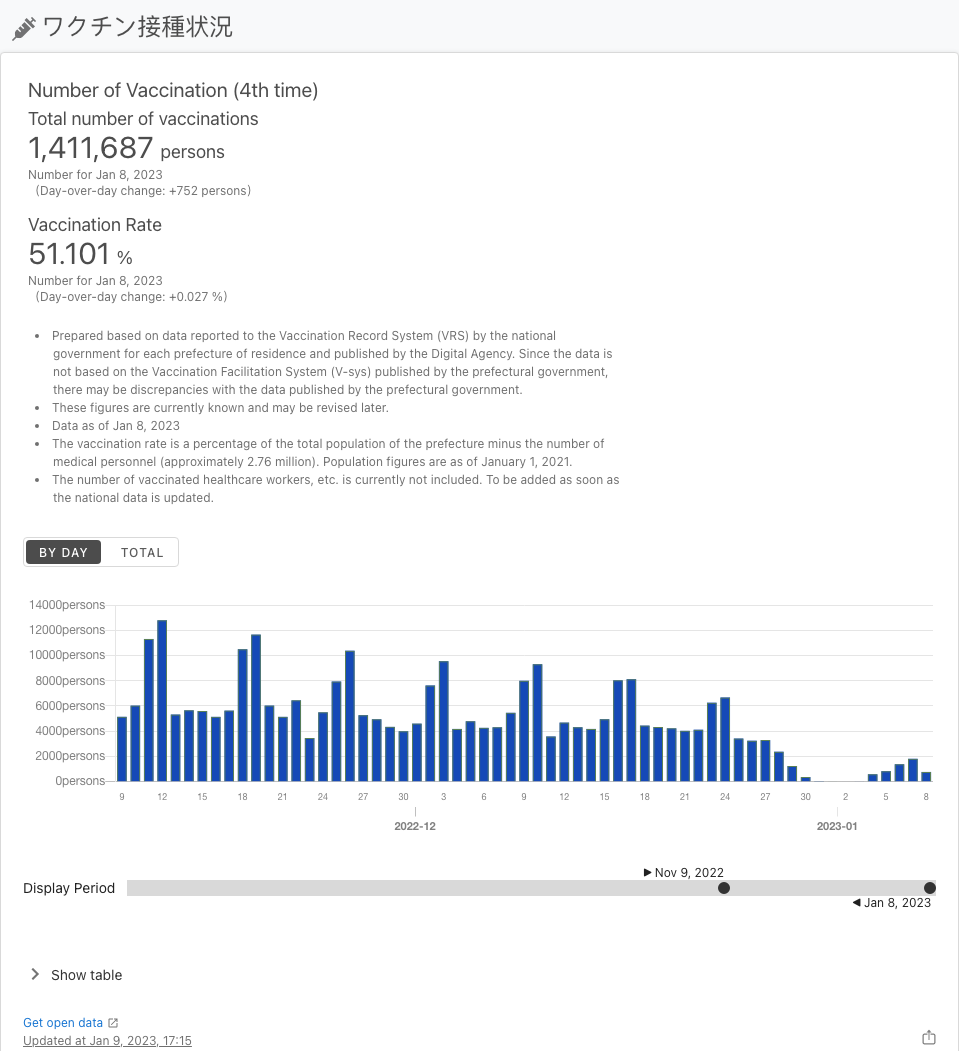 ワクチン接種状況
Number of Vaccination (4th time)
Total number of vaccinations
1,411,687 persons
Number for Jan 8, 2023
(Day-over-day change: +752 persons)
Vaccination Rate
51.101 %
Number for Jan 8, 2023
(Day-over-day change: +0.027 %)
• Prepared based on data reported to the Vaccination Record System (VRS) by the national
government for each prefecture of residence and published by the Digital Agency. Since the data is
not based on the Vaccination Facilitation System (V-sys) published by the prefectural government,
there may be discrepancies with the data published by the prefectural government.
• These figures are currently known and may be revised later.
• Data as of Jan 8, 2023
• The vaccination rate is a percentage of the total population of the prefecture minus the number of
medical personnel (approximately 2.76 million). Population figures are as of January 1, 2021.
• The number of vaccinated healthcare workers, etc. is currently not included. To be added as soon as
the national data is updated.
BY DAY TOTAL
14000persons
12000persons
10000persons
8000persons
6000persons
4000persons
2000persons
0persons
9 12 15 18 21 24 27 30 3 6 9 12 15 18 21 24 27 30 2 5 8
2022-12 2023-01
Nov 9, 2022
Display Period
Jan 8, 2023
Show table
Get open data
Updated at Jan 9, 2023, 17:15